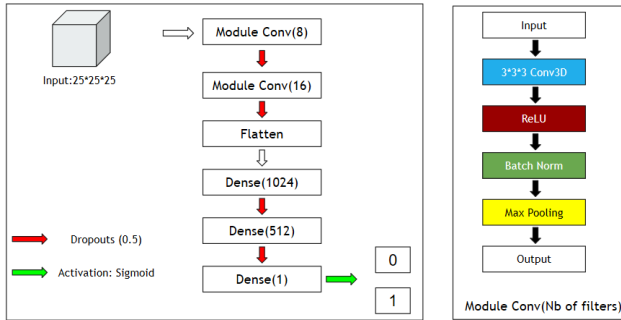 Input:25*25*25
Module Conv(8)
Module Conv(16)
Flatten
Dense(1024)
Dense(512)
Dense(1)
0
1
Dropouts (0.5)
Activation: Sigmoid
Input
3*3*3 Conv3D
ReLU
Batch Norm
Max Pooling
Output
Module Conv(Nb of filters)